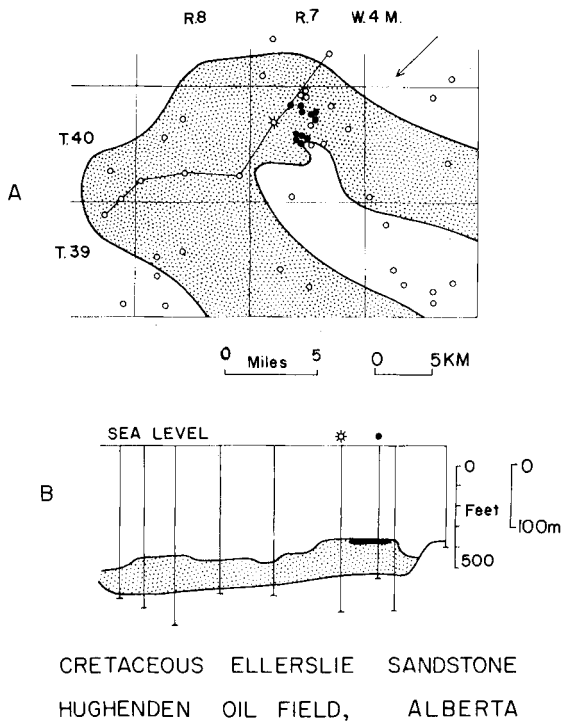 R.8 R.7 W.4 M.
T.40
A
T.39
0 Miles 5 0 5KM
SEA LEVEL
B
0 0
Feet
100m
500
CRETACEOUS ELLERSLIE SANDSTONE
HUGHENDEN OIL FIELD, ALBERTA